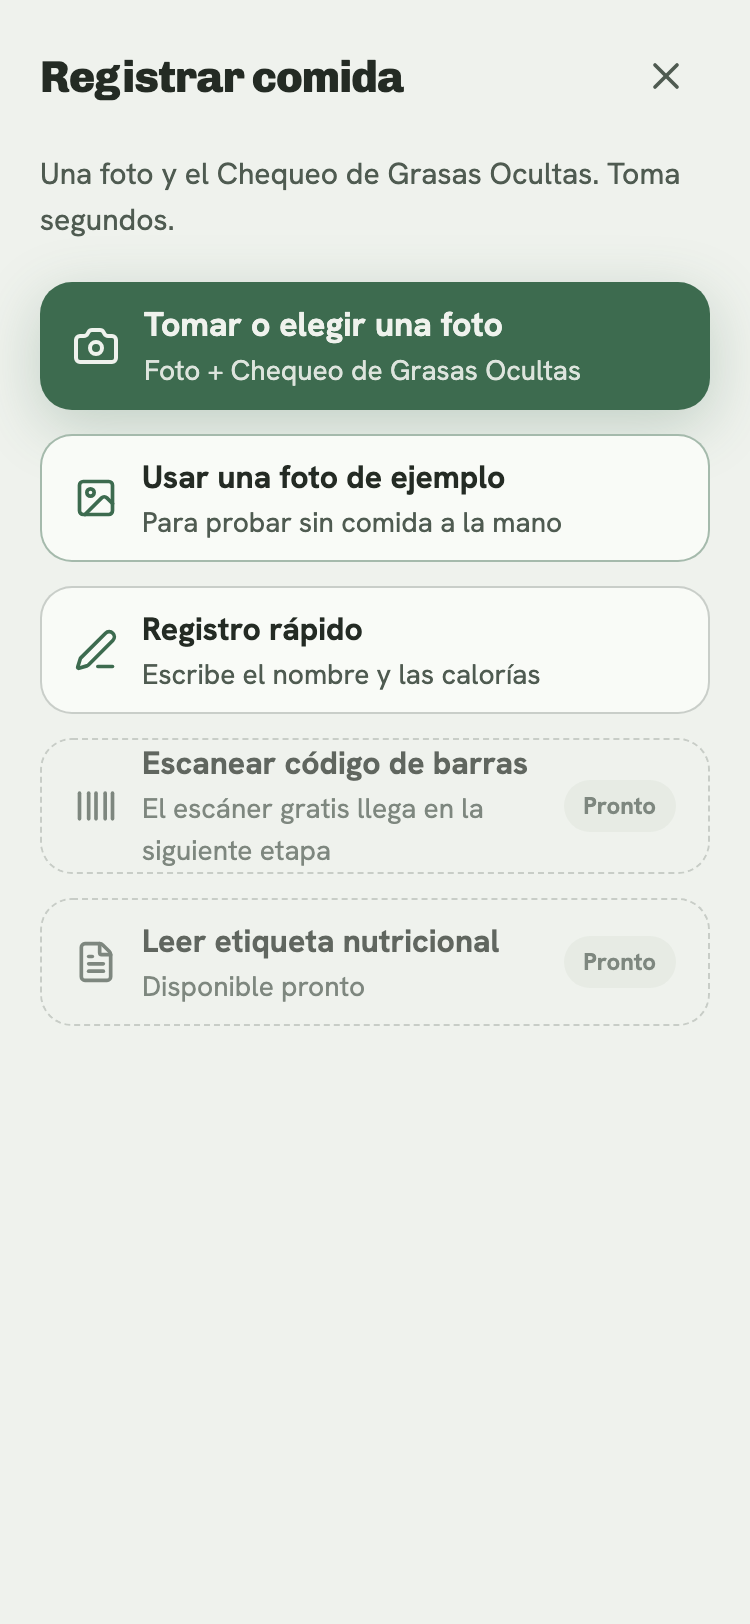 Registrar comida
Una foto y el Chequeo de Grasas Ocultas. Toma
segundos.
Tomar o elegir una foto
Foto + Chequeo de Grasas Ocultas
Usar una foto de ejemplo
Para probar sin comida a la mano
Registro rápido
Escribe el nombre y las calorías
Escanear código de barras
El escáner gratis llega en la
siguiente etapa
Pronto
Leer etiqueta nutricional
Disponible pronto
Pronto